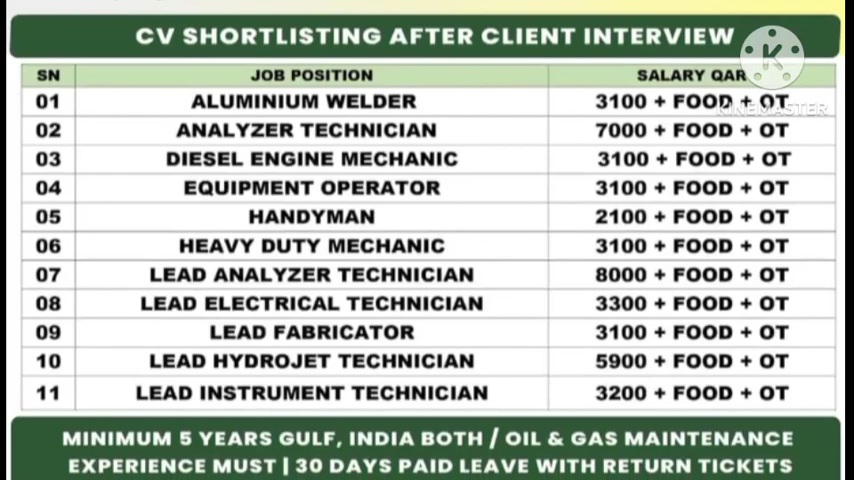 CV SHORTLISTING AFTER CLIENT INTERVIEW
SN JOB POSITION SALARY QAR
01 ALUMINIUM WELDER 3100 + FOOD + OT
KINEMASTER
02 ANALYZER TECHNICIAN 7000 + FOOD + OT
03 DIESEL ENGINE MECHANIC 3100 + FOOD + OT
04 EQUIPMENT OPERATOR 3100 + FOOD + OT
05 HANDYMAN 2100 + FOOD + OT
06 HEAVY DUTY MECHANIC 3100 + FOOD + OT
07 LEAD ANALYZER TECHNICIAN 8000 + FOOD + OT
08 LEAD ELECTRICAL TECHNICIAN 3300 + FOOD + OT
09 LEAD FABRICATOR 3100 + FOOD + OT
10 LEAD HYDROJET TECHNICIAN 5900 + FOOD + OT
11 LEAD INSTRUMENT TECHNICIAN 3200 + FOOD + OT
MINIMUM 5 YEARS GULF, INDIA BOTH / OIL & GAS MAINTENANCE
EXPERIENCE MUST | 30 DAYS PAID LEAVE WITH RETURN TICKETS